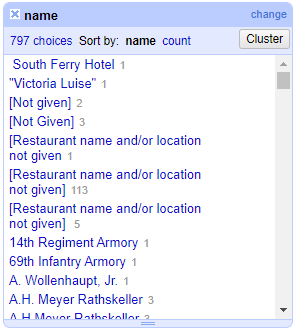 name change
797 choices Sort by: name count Cluster
South Ferry Hotel 1
"Victoria Luise" 1
[Not given] 2
[Not Given] 3
[Restaurant name and/or location
not given 1
[Restaurant name and/or location
not given] 113
[Restaurant name and/or location
not given] 5
14th Regiment Armory 1
69th Infantry Armory 1
A. Wollenhaupt, Jr. 1
A.H. Meyer Rathskeller 3
A.H Meyer Rathskeller 3